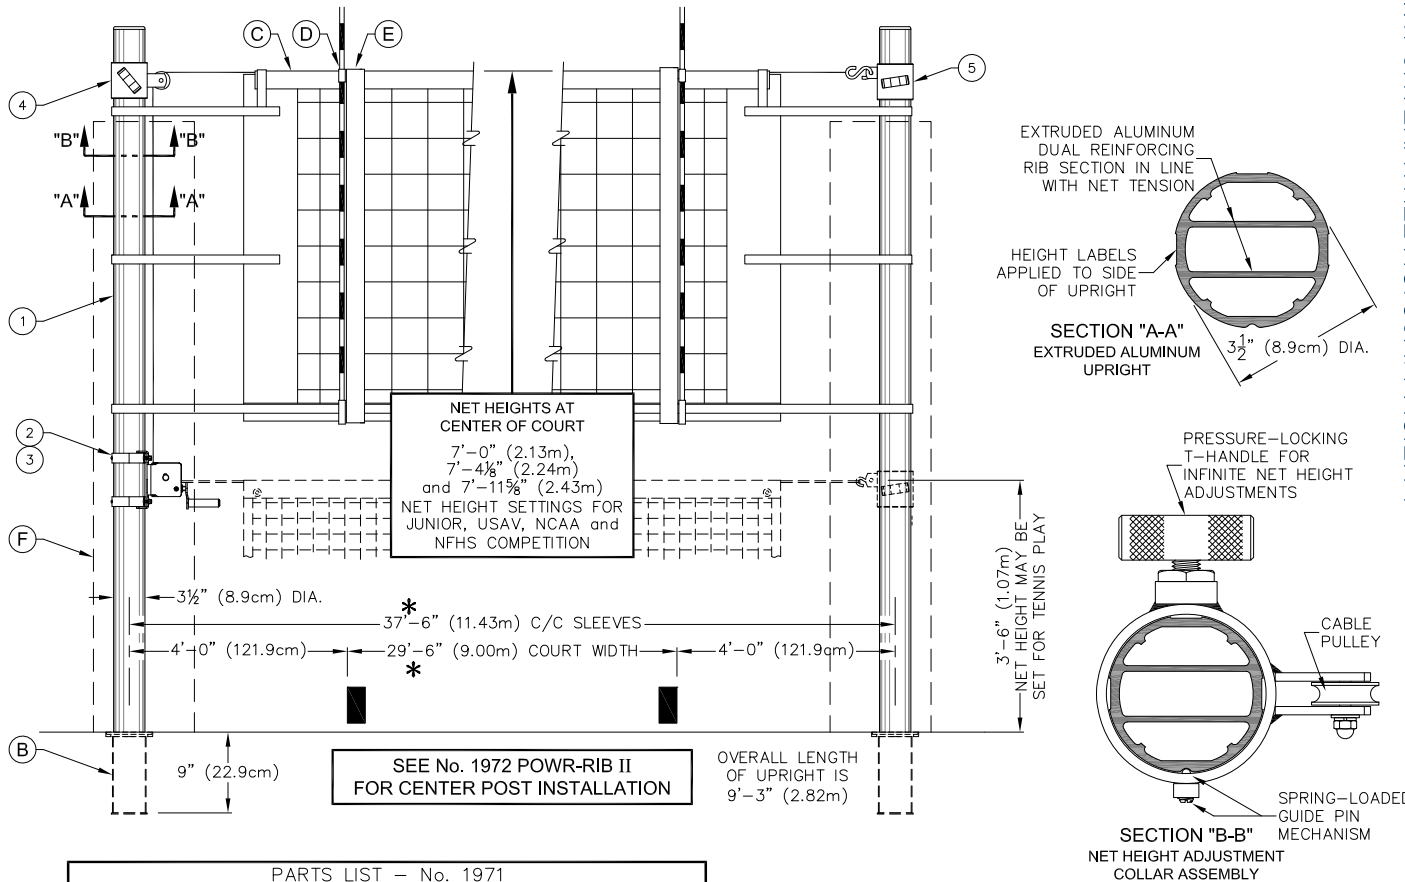 C
D
E
4
5
"B"
"B"
"A"
"A"
1
2
3
F
B
NET HEIGHTS AT
CENTER OF COURT
7'-0" (2.13m),
7'-4⅛" (2.24m)
and 7'-11⅝" (2.43m)
NET HEIGHT SETTINGS FOR
JUNIOR, USAV, NCAA and
NFHS COMPETITION
3½" (8.9cm) DIA.
*
37'-6" (11.43m) C/C SLEEVES
4'-0" (121.9cm)
29'-6" (9.00m) COURT WIDTH
4'-0" (121.9cm)
*
3'-6" (1.07m)
NET HEIGHT MAY BE
SET FOR TENNIS PLAY
9" (22.9cm)
SEE No. 1972 POWR-RIB II
FOR CENTER POST INSTALLATION
OVERALL LENGTH
OF UPRIGHT IS
9'-3" (2.82m)
EXTRUDED ALUMINUM
DUAL REINFORCING
RIB SECTION IN LINE
WITH NET TENSION
HEIGHT LABELS
APPLIED TO SIDE
OF UPRIGHT
SECTION "A-A"
EXTRUDED ALUMINUM
UPRIGHT
3½" (8.9cm) DIA.
PRESSURE-LOCKING
T-HANDLE FOR
INFINITE NET HEIGHT
ADJUSTMENTS
CABLE
PULLEY
SPRING-LOADED
GUIDE PIN
MECHANISM
SECTION "B-B"
NET HEIGHT ADJUSTMENT
COLLAR ASSEMBLY
PARTS LIST - No. 1971